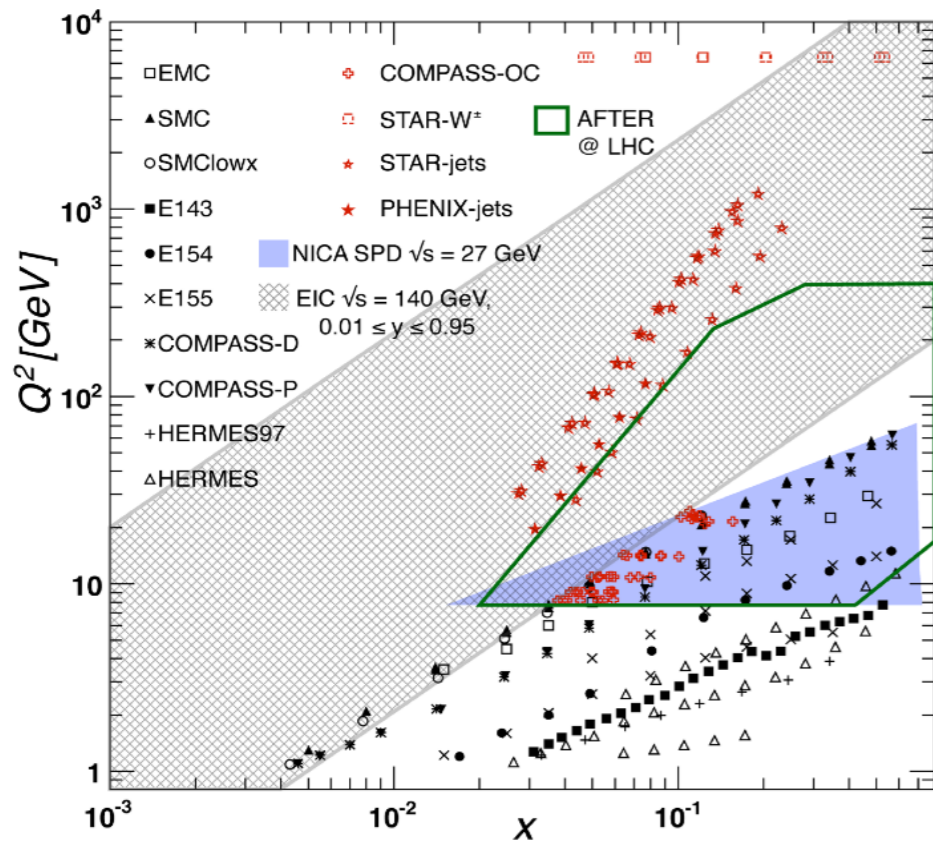 Q² [GeV]
10⁴
10³
10²
10
1
EMC
SMC
SMClowx
E143
E154
E155
COMPASS-D
COMPASS-P
HERMES97
HERMES
COMPASS-OC
STAR-W±
STAR-jets
PHENIX-jets
AFTER
@ LHC
NICA SPD √s = 27 GeV
EIC √s = 140 GeV,
0.01 ≤ y ≤ 0.95
10⁻³
10⁻²
10⁻¹
x